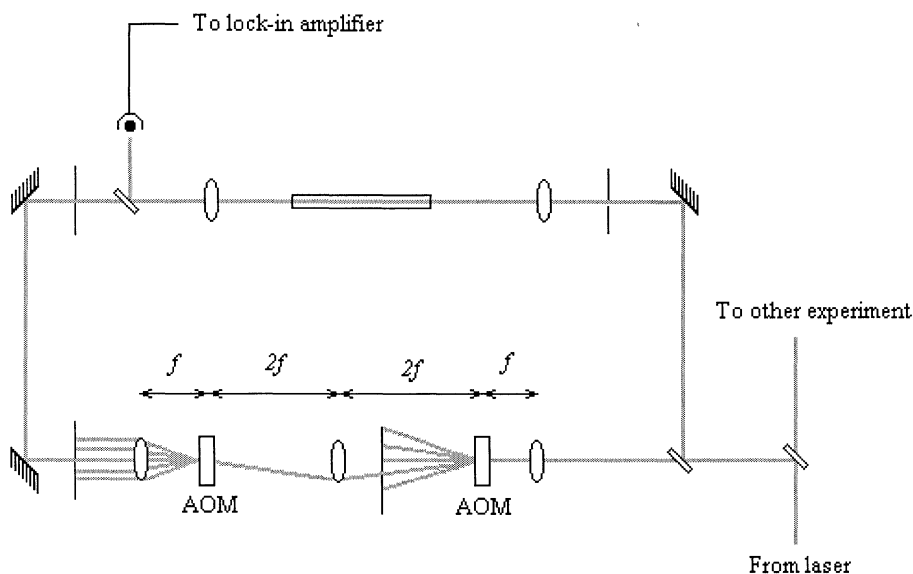 To lock-in amplifier
To other experiment
f 2f 2f f
AOM AOM
From laser